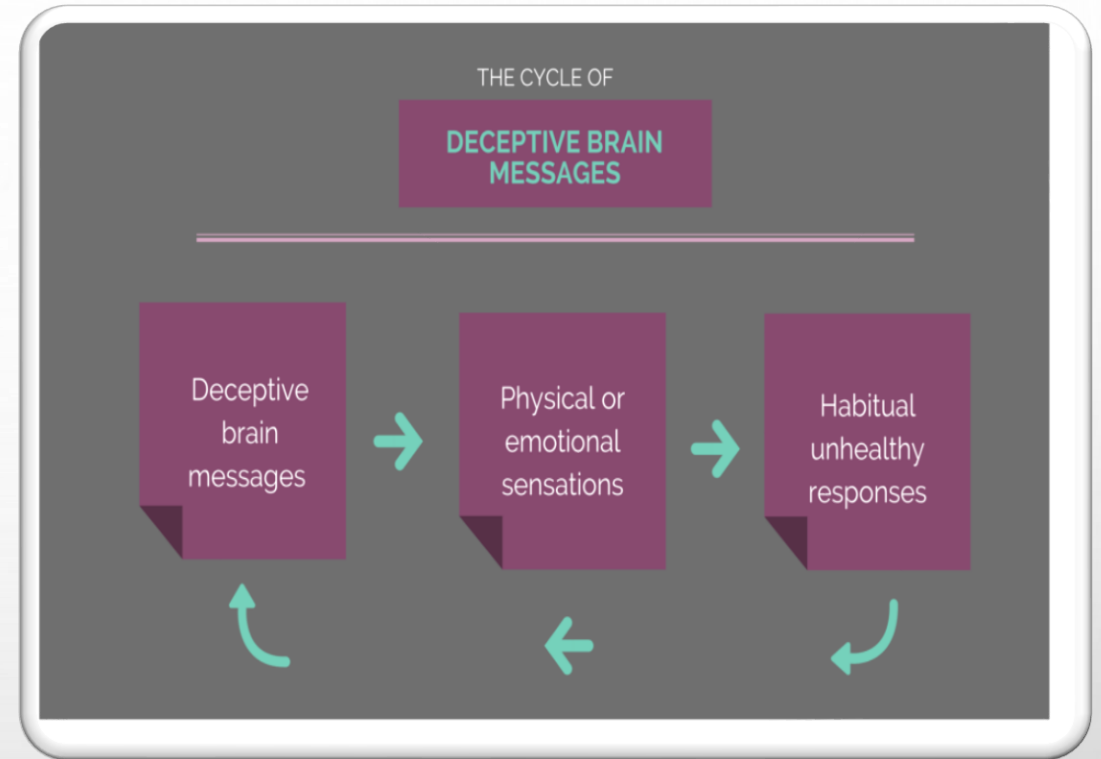 THE CYCLE OF
DECEPTIVE BRAIN
MESSAGES
Deceptive
brain
messages
Physical or
emotional
sensations
Habitual
unhealthy
responses